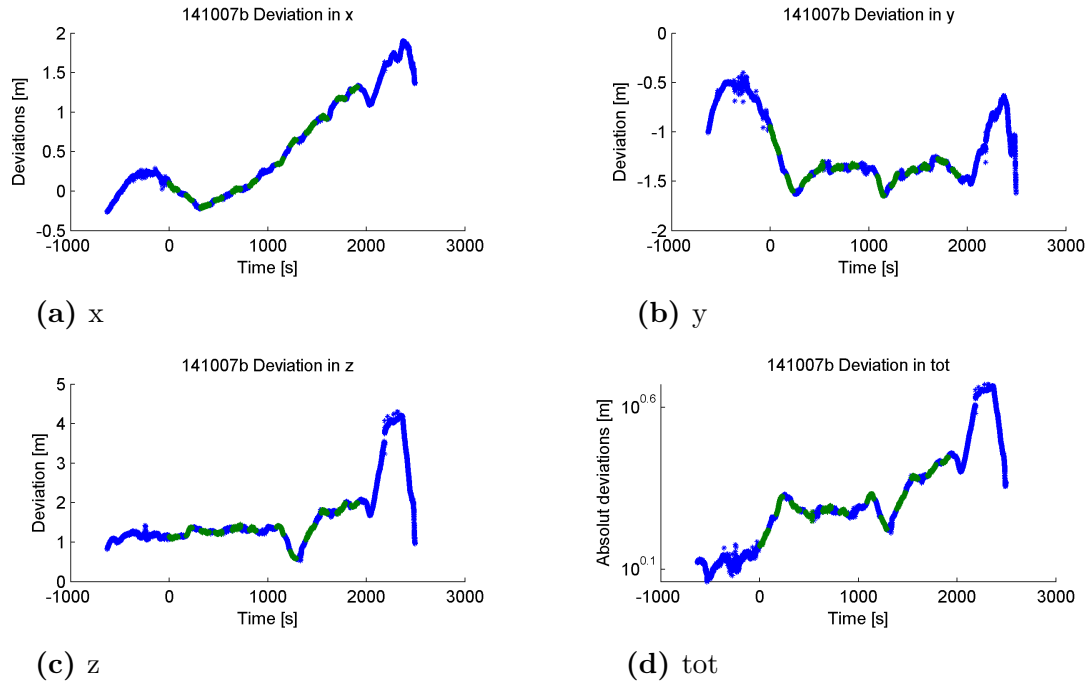 141007b Deviation in x
2
1.5
1
0.5
0
-0.5
Deviations [m]
-1000 0 1000 2000 3000
Time [s]
(a) x
141007b Deviation in y
0
-0.5
-1
-1.5
-2
Deviation [m]
-1000 0 1000 2000 3000
Time [s]
(b) y
141007b Deviation in z
5
4
3
2
1
0
Deviation [m]
-1000 0 1000 2000 3000
Time [s]
(c) z
141007b Deviation in tot
10^0.6
10^0.1
Absolut deviations [m]
-1000 0 1000 2000 3000
Time [s]
(d) tot